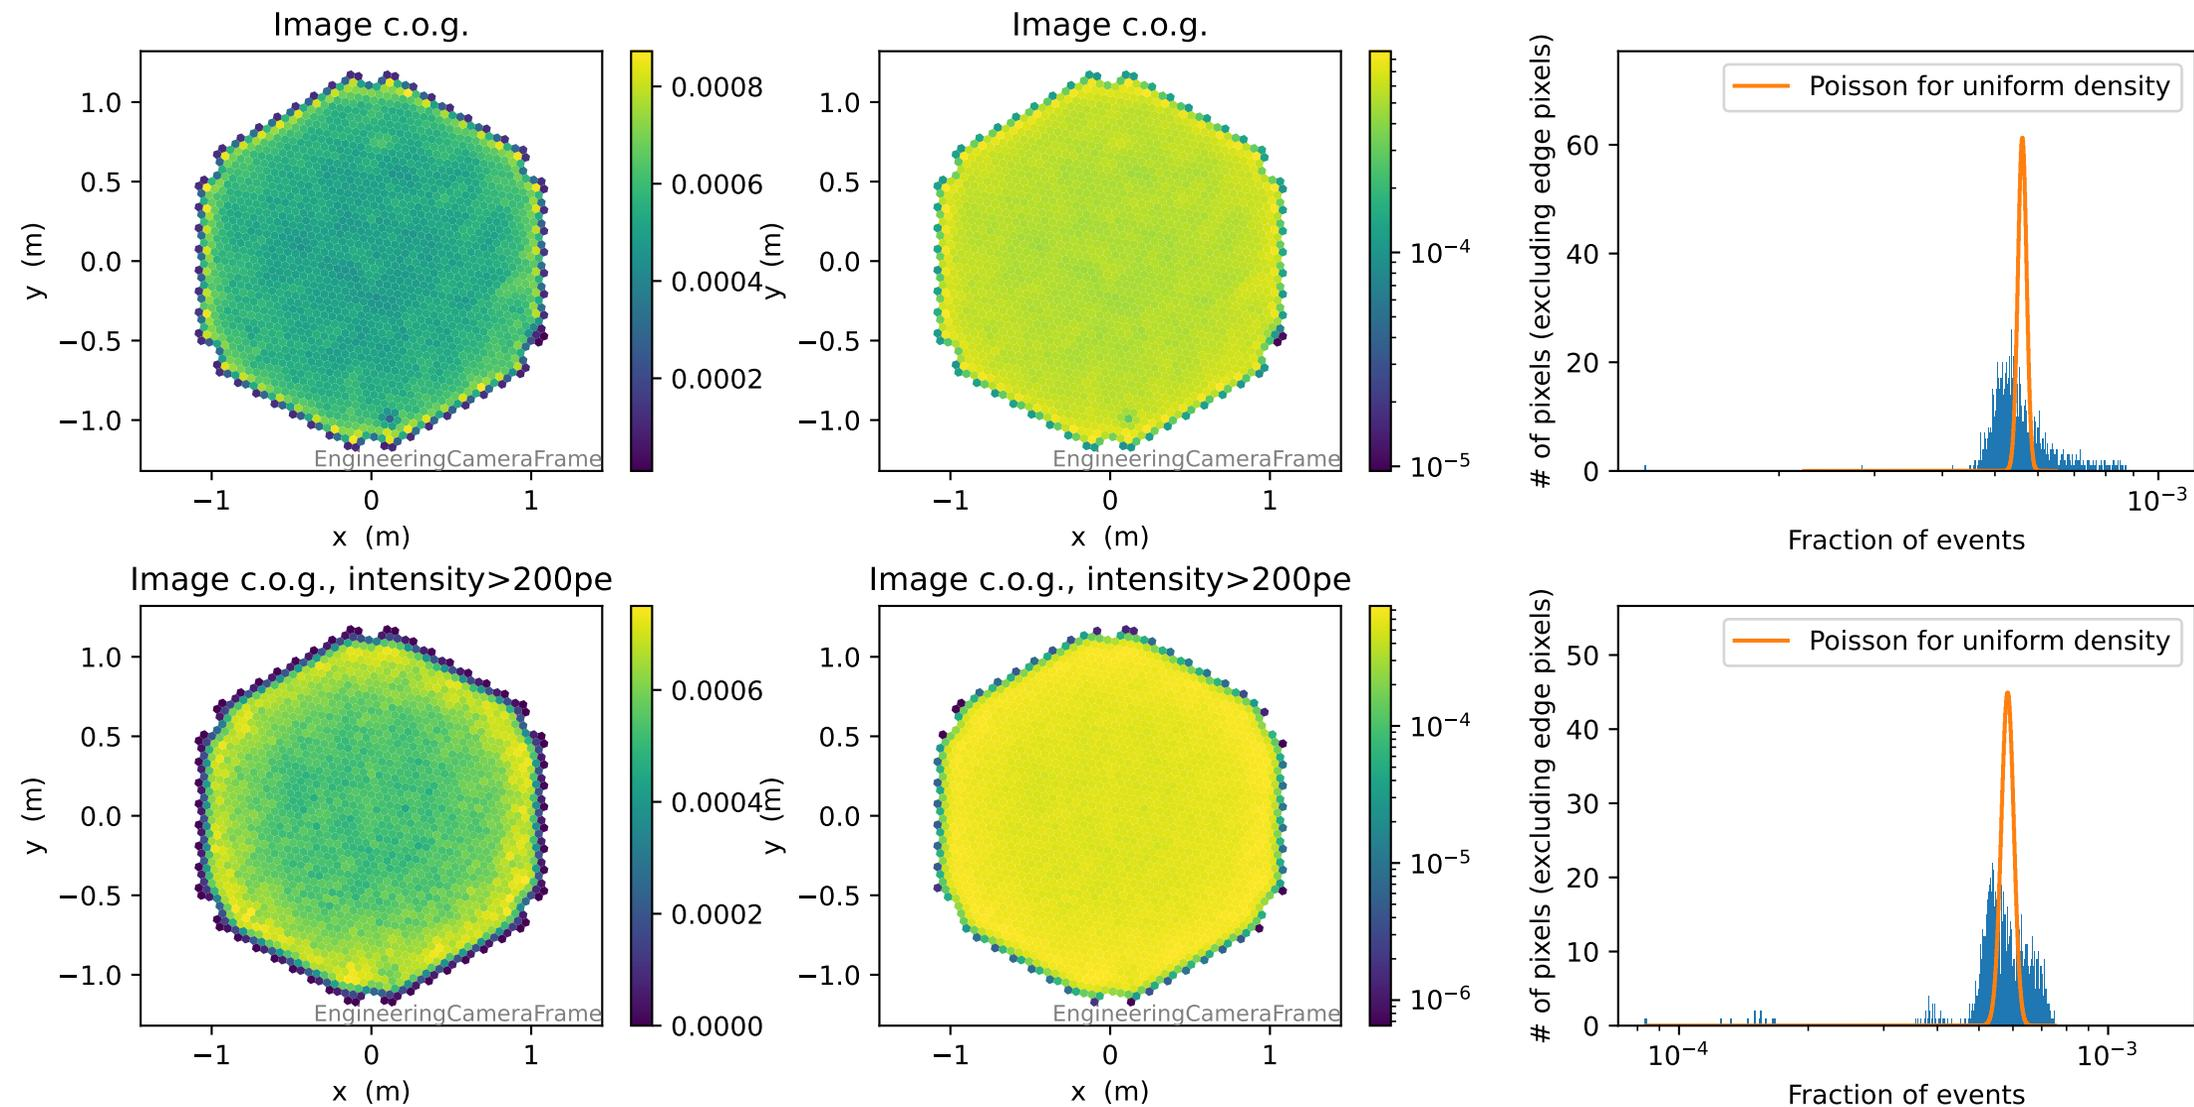 Image c.o.g.
1.0
0.5
0.0
−0.5
−1.0
y (m)
−1 0 1
x (m)
EngineeringCameraFrame
0.0008
0.0006
0.0004
0.0002
Image c.o.g.
1.0
0.5
0.0
−0.5
−1.0
y (m)
−1 0 1
x (m)
EngineeringCameraFrame
10⁻⁴
10⁻⁵
Poisson for uniform density
60
40
20
0
# of pixels (excluding edge pixels)
10⁻³
Fraction of events
Image c.o.g., intensity>200pe
1.0
0.5
0.0
−0.5
−1.0
y (m)
−1 0 1
x (m)
EngineeringCameraFrame
0.0006
0.0004
0.0002
0.0000
Image c.o.g., intensity>200pe
1.0
0.5
0.0
−0.5
−1.0
y (m)
−1 0 1
x (m)
EngineeringCameraFrame
10⁻⁴
10⁻⁵
10⁻⁶
Poisson for uniform density
50
40
30
20
10
0
# of pixels (excluding edge pixels)
10⁻⁴ 10⁻³
Fraction of events